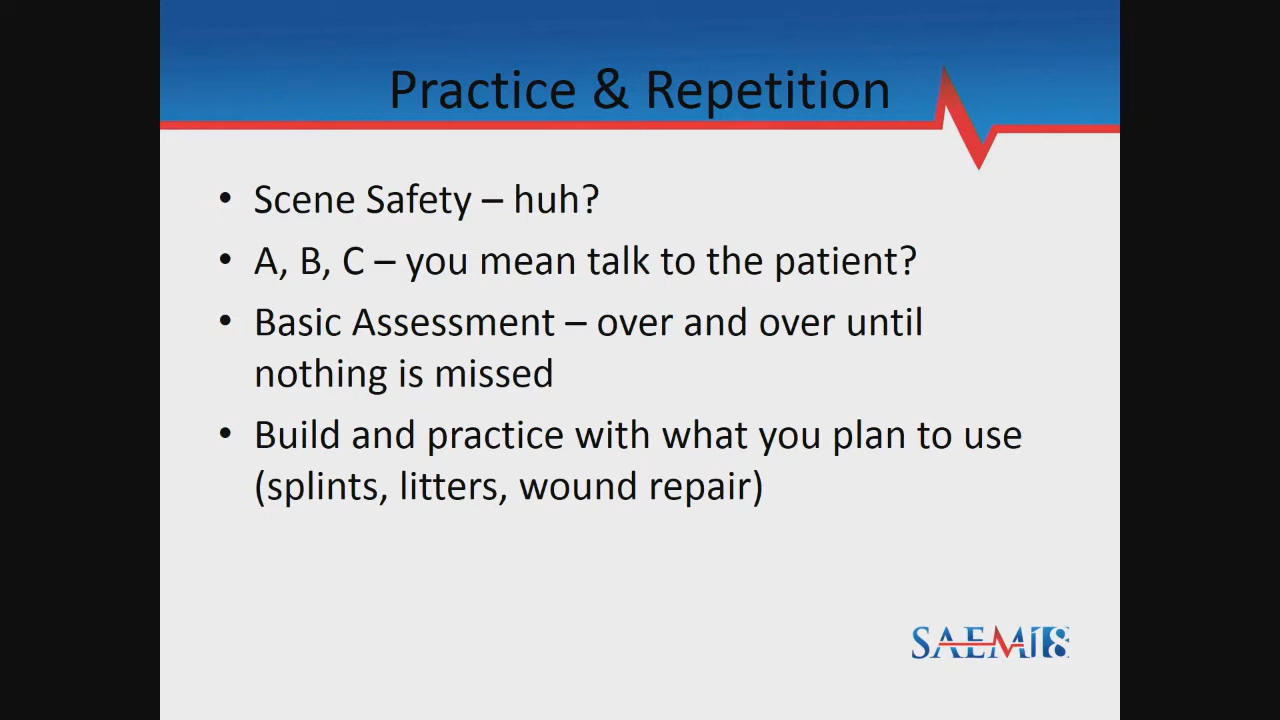 Practice & Repetition
• Scene Safety – huh?
• A, B, C – you mean talk to the patient?
• Basic Assessment – over and over until
nothing is missed
• Build and practice with what you plan to use
(splints, litters, wound repair)
SAEM18